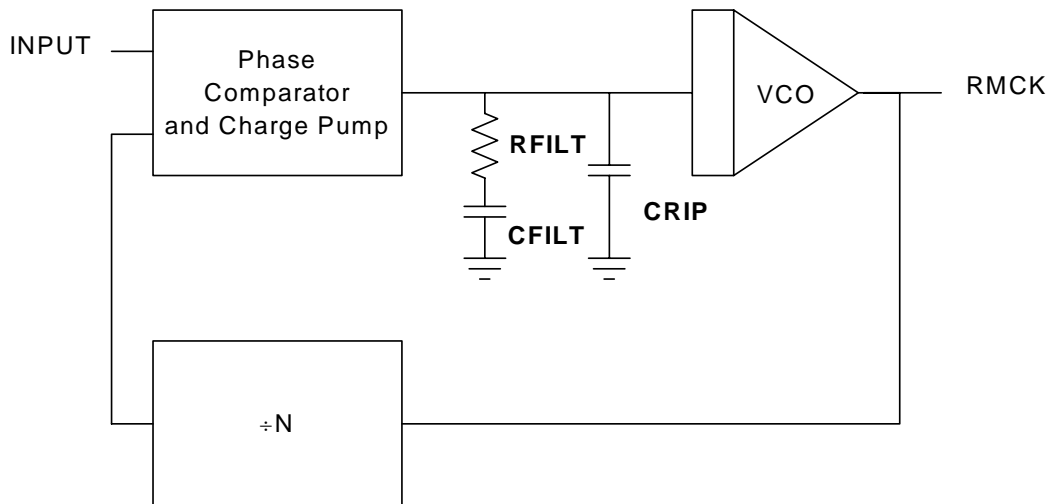 INPUT
Phase
Comparator
and Charge Pump
VCO
RMCK
RFILT
CRIP
CFILT
÷N